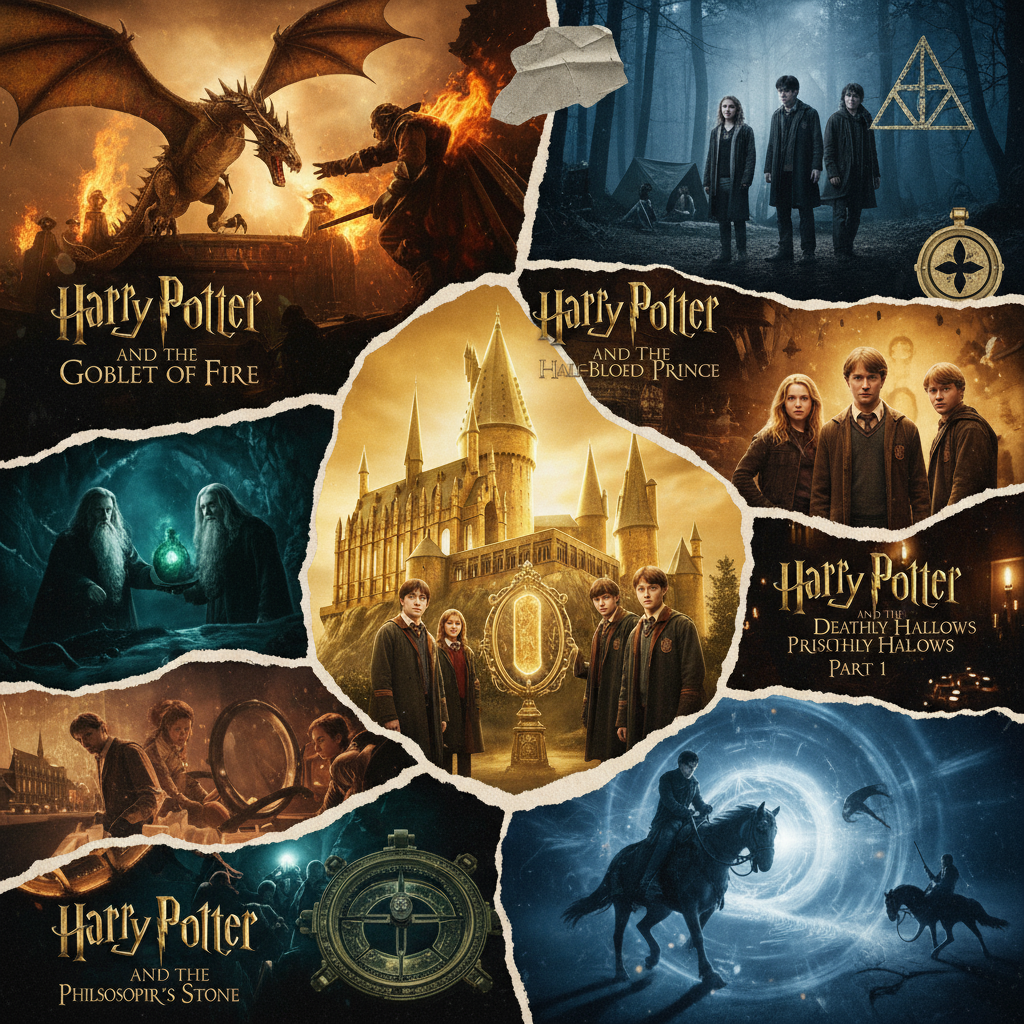 Harry Potter
AND THE
GOBLET OF FIRE
Harry Potter
AND THE
HALF-BLOED PRINCE
Harry Potter
AND THE
DEATHLY HALLOWS
PRISCTHLY HALOWS
PART 1
Harry Potter
AND THE
PHILSOSOPIR'S STONE